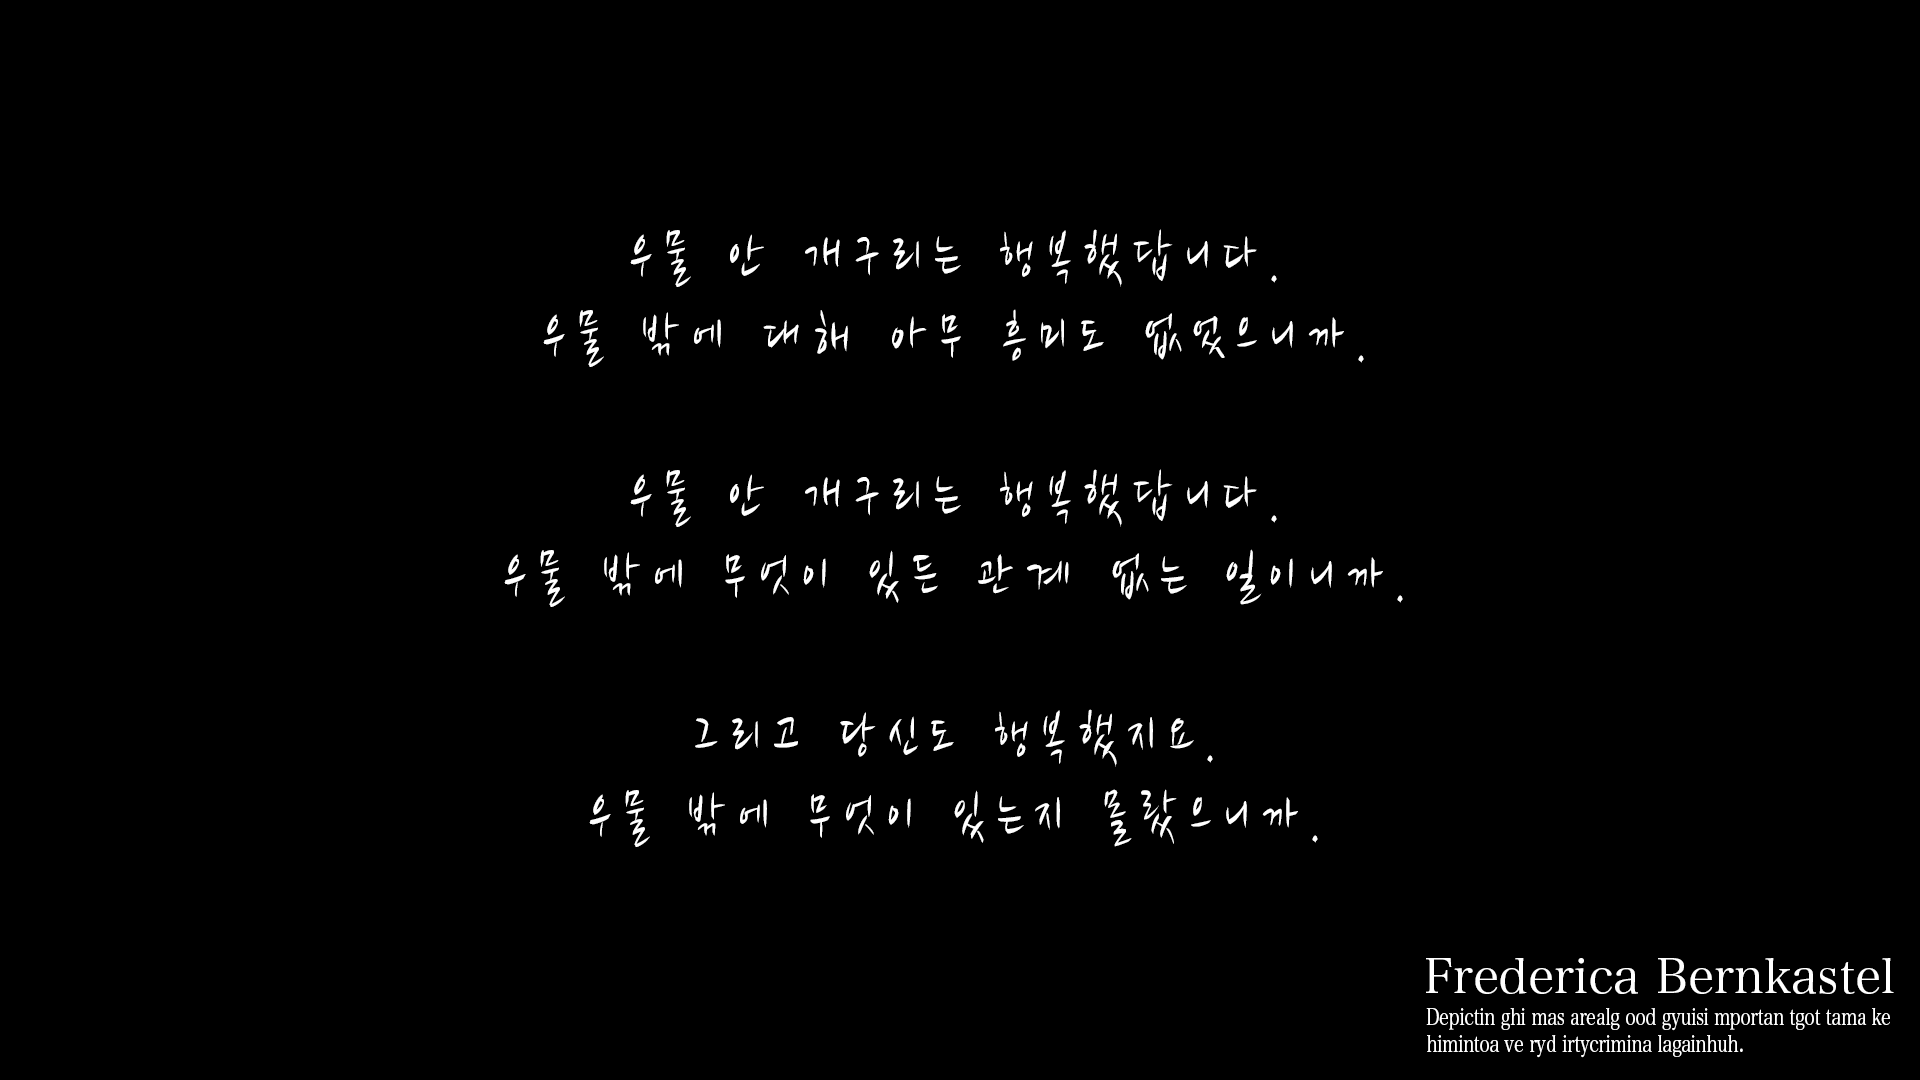 우물 안 개구리는 행복했답니다.
우물 밖에 대해 아무 흥미도 없었으니까.
우물 안 개구리는 행복했답니다.
우물 밖에 무엇이 있든 관계 없는 일이니까.
그리고 당신도 행복했지요.
우물 밖에 무엇이 있는지 몰랐으니까.
Frederica Bernkastel
Depictin ghi mas arealg ood gyuisi mportan tgot tama ke
himintoa ve ryd irtycrimina lagainhuh.